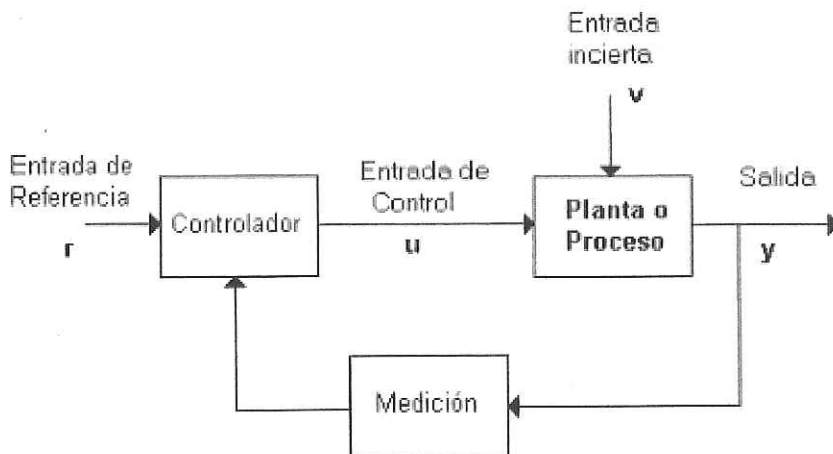 Entrada
incierta
v
Entrada de
Referencia
r
Controlador
Entrada de
Control
u
Planta o
Proceso
Salida
y
Medición